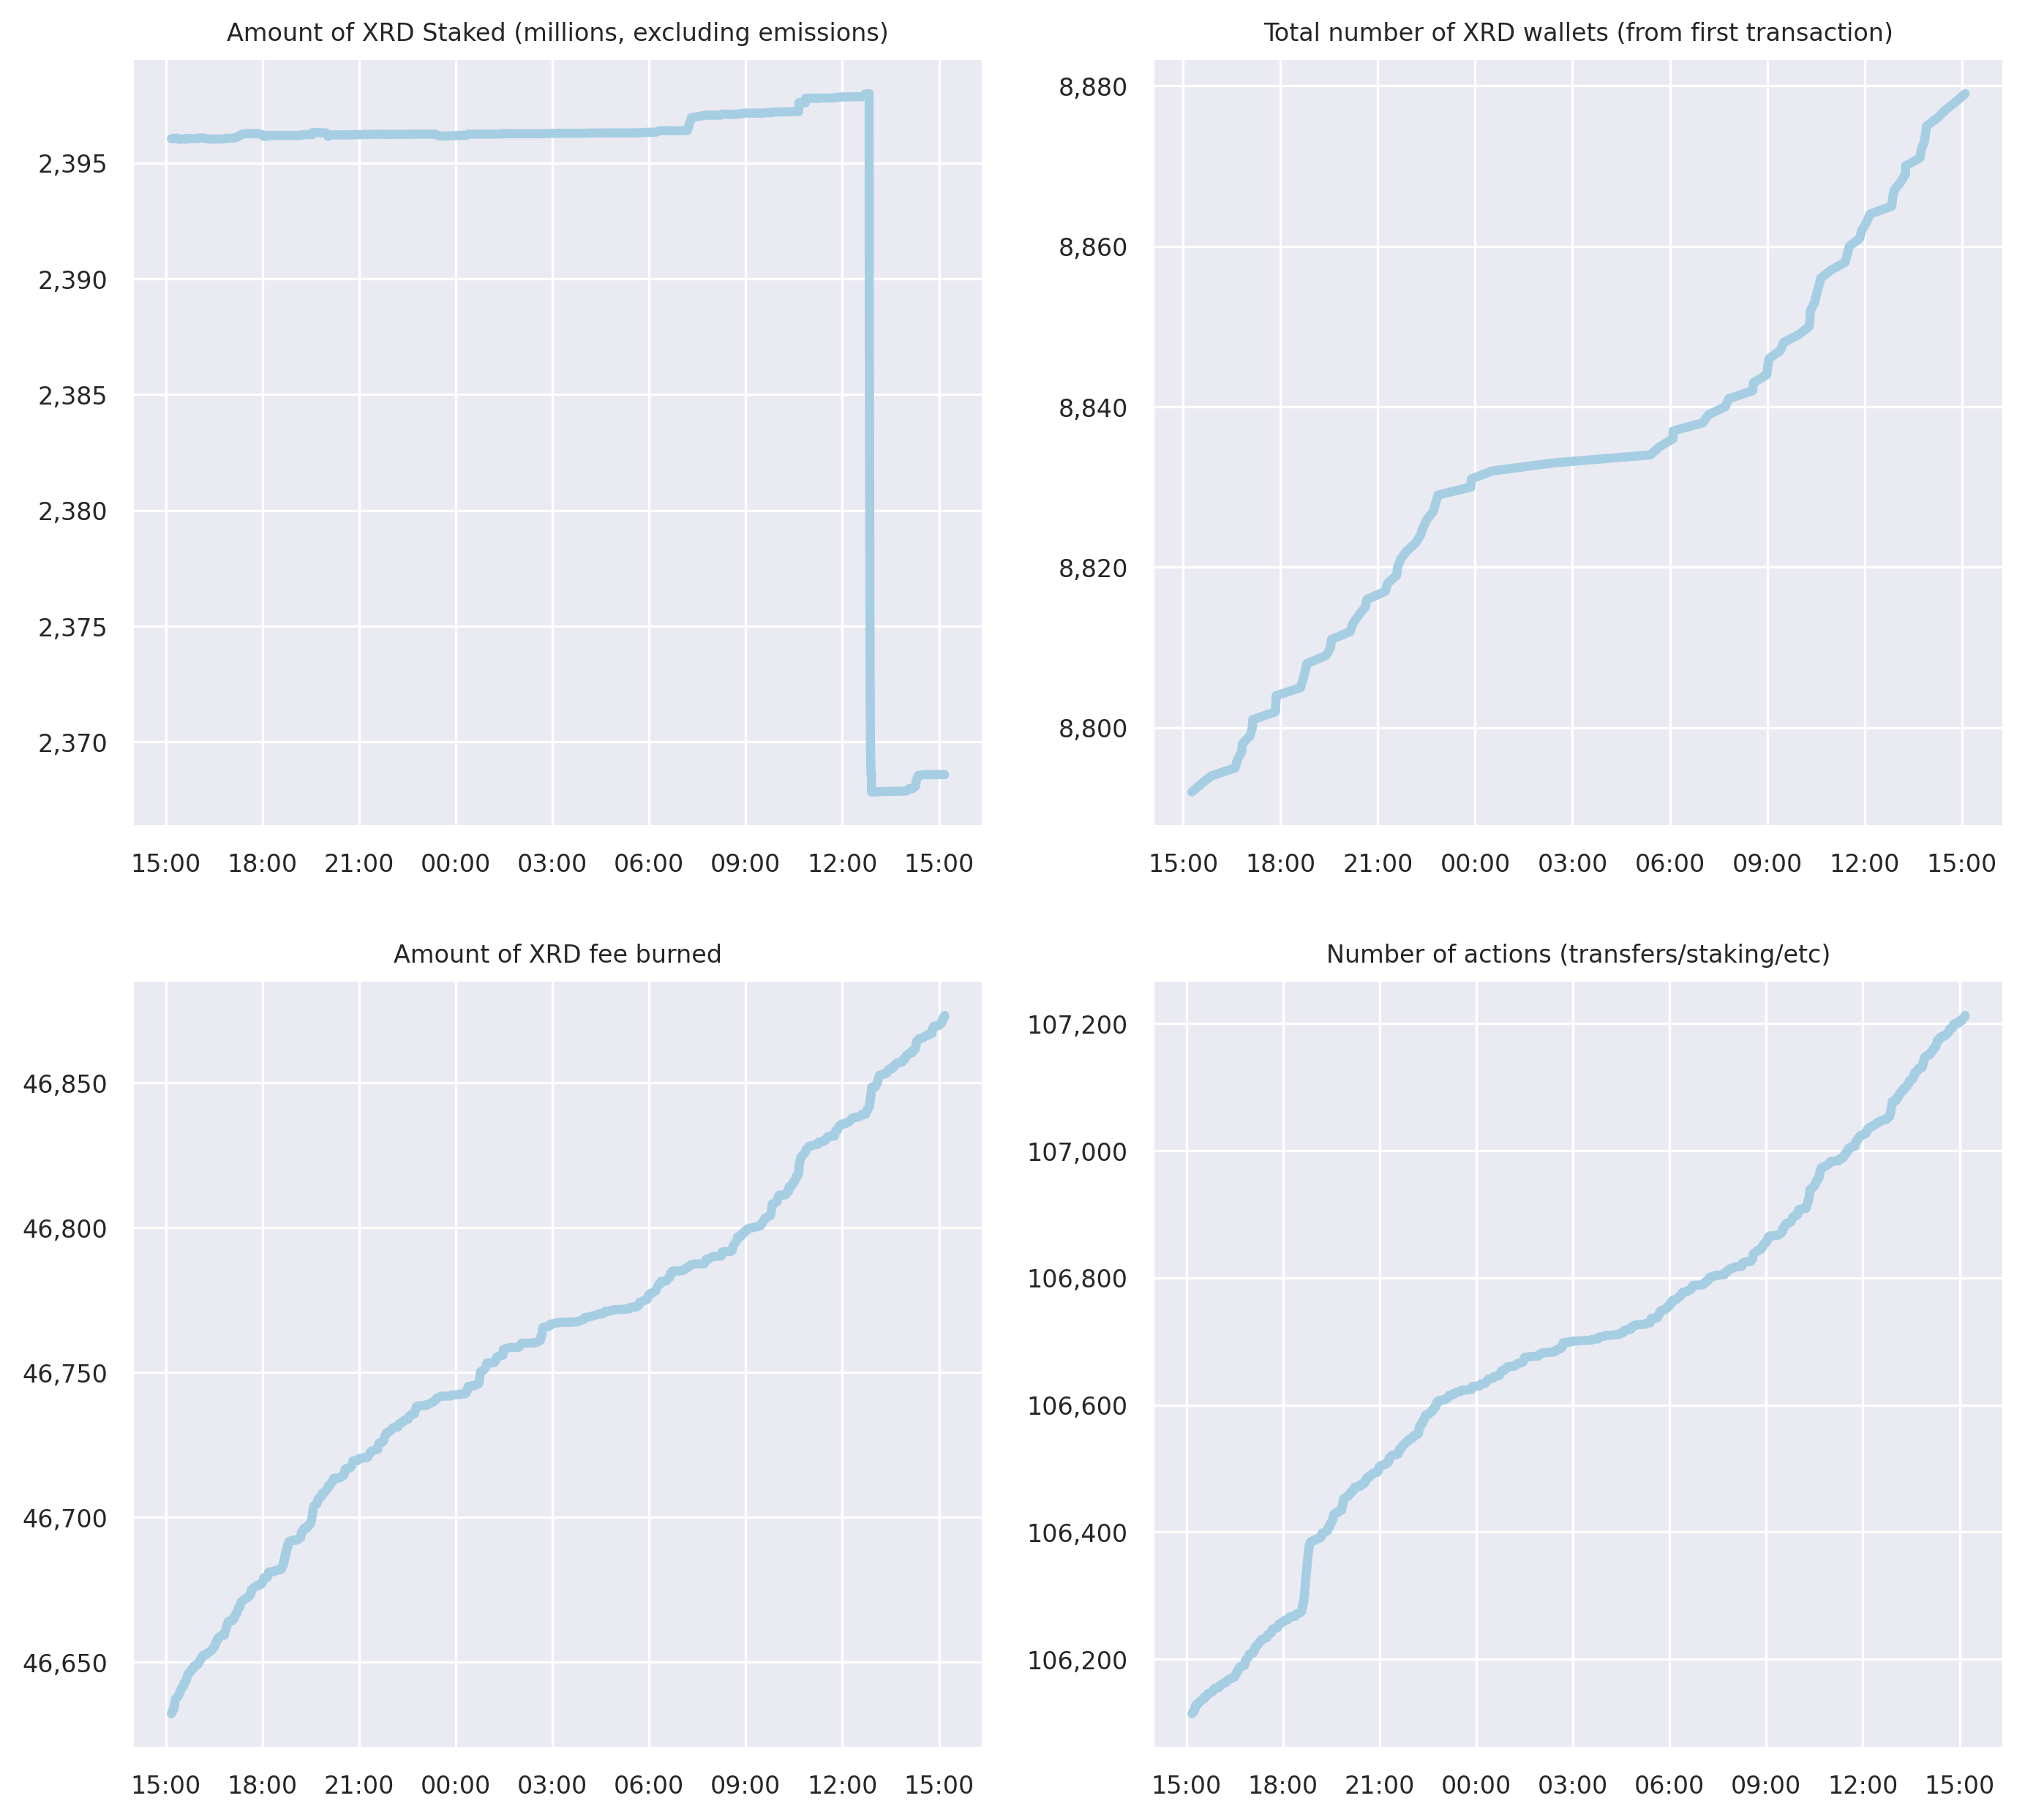 Amount of XRD Staked (millions, excluding emissions)
2,395
2,390
2,385
2,380
2,375
2,370
15:00 18:00 21:00 00:00 03:00 06:00 09:00 12:00 15:00
Total number of XRD wallets (from first transaction)
8,880
8,860
8,840
8,820
8,800
15:00 18:00 21:00 00:00 03:00 06:00 09:00 12:00 15:00
Amount of XRD fee burned
46,850
46,800
46,750
46,700
46,650
15:00 18:00 21:00 00:00 03:00 06:00 09:00 12:00 15:00
Number of actions (transfers/staking/etc)
107,200
107,000
106,800
106,600
106,400
106,200
15:00 18:00 21:00 00:00 03:00 06:00 09:00 12:00 15:00